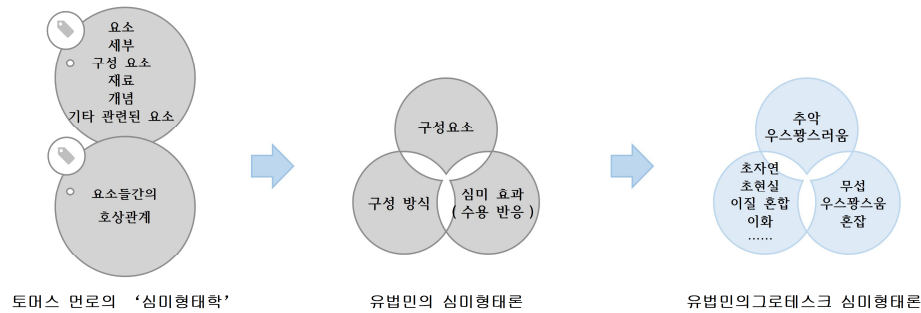 요소
세부
구성 요소
재료
개념
기타 관련된 요소
요소들간의
호상관계
토머스 먼로의 ‘심미형태학’
구성요소
구성 방식
심미 효과
( 수용 반응 )
유법민의 심미형태론
추악
우스꽝스러움
초자연
초현실
이질 혼합
이화
……
무섭
우스꽝스움
혼잡
유법민의그로테스크 심미형태론